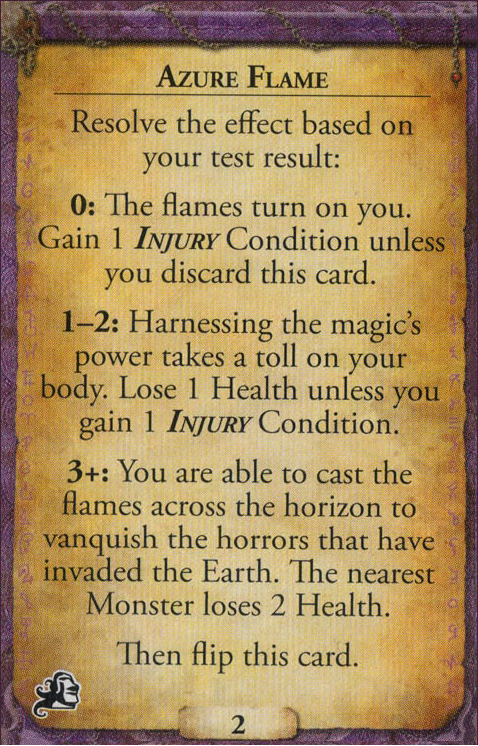 AZURE FLAME
Resolve the effect based on
your test result:
0: The flames turn on you.
Gain 1 INJURY Condition unless
you discard this card.
1–2: Harnessing the magic's
power takes a toll on your
body. Lose 1 Health unless you
gain 1 INJURY Condition.
3+: You are able to cast the
flames across the horizon to
vanquish the horrors that have
invaded the Earth. The nearest
Monster loses 2 Health.
Then flip this card.
2